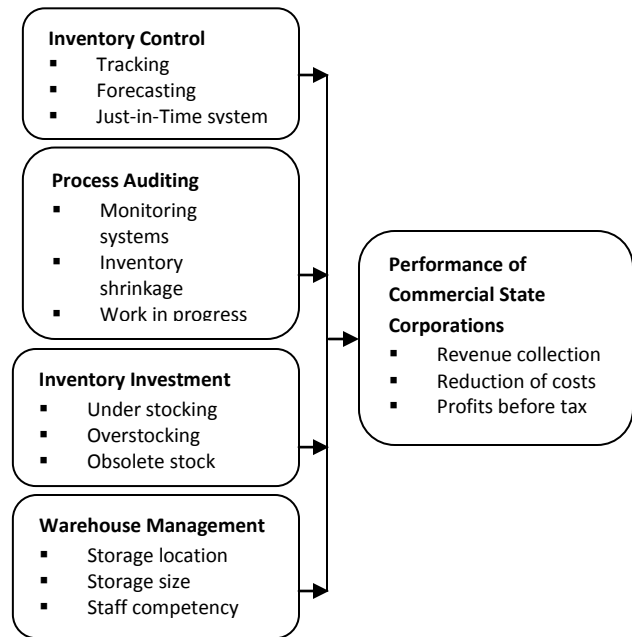 Inventory Control
▪ Tracking
▪ Forecasting
▪ Just-in-Time system
Process Auditing
▪ Monitoring
systems
▪ Inventory
shrinkage
▪ Work in progress
Inventory Investment
▪ Under stocking
▪ Overstocking
▪ Obsolete stock
Warehouse Management
▪ Storage location
▪ Storage size
▪ Staff competency
Performance of
Commercial State
Corporations
▪ Revenue collection
▪ Reduction of costs
▪ Profits before tax